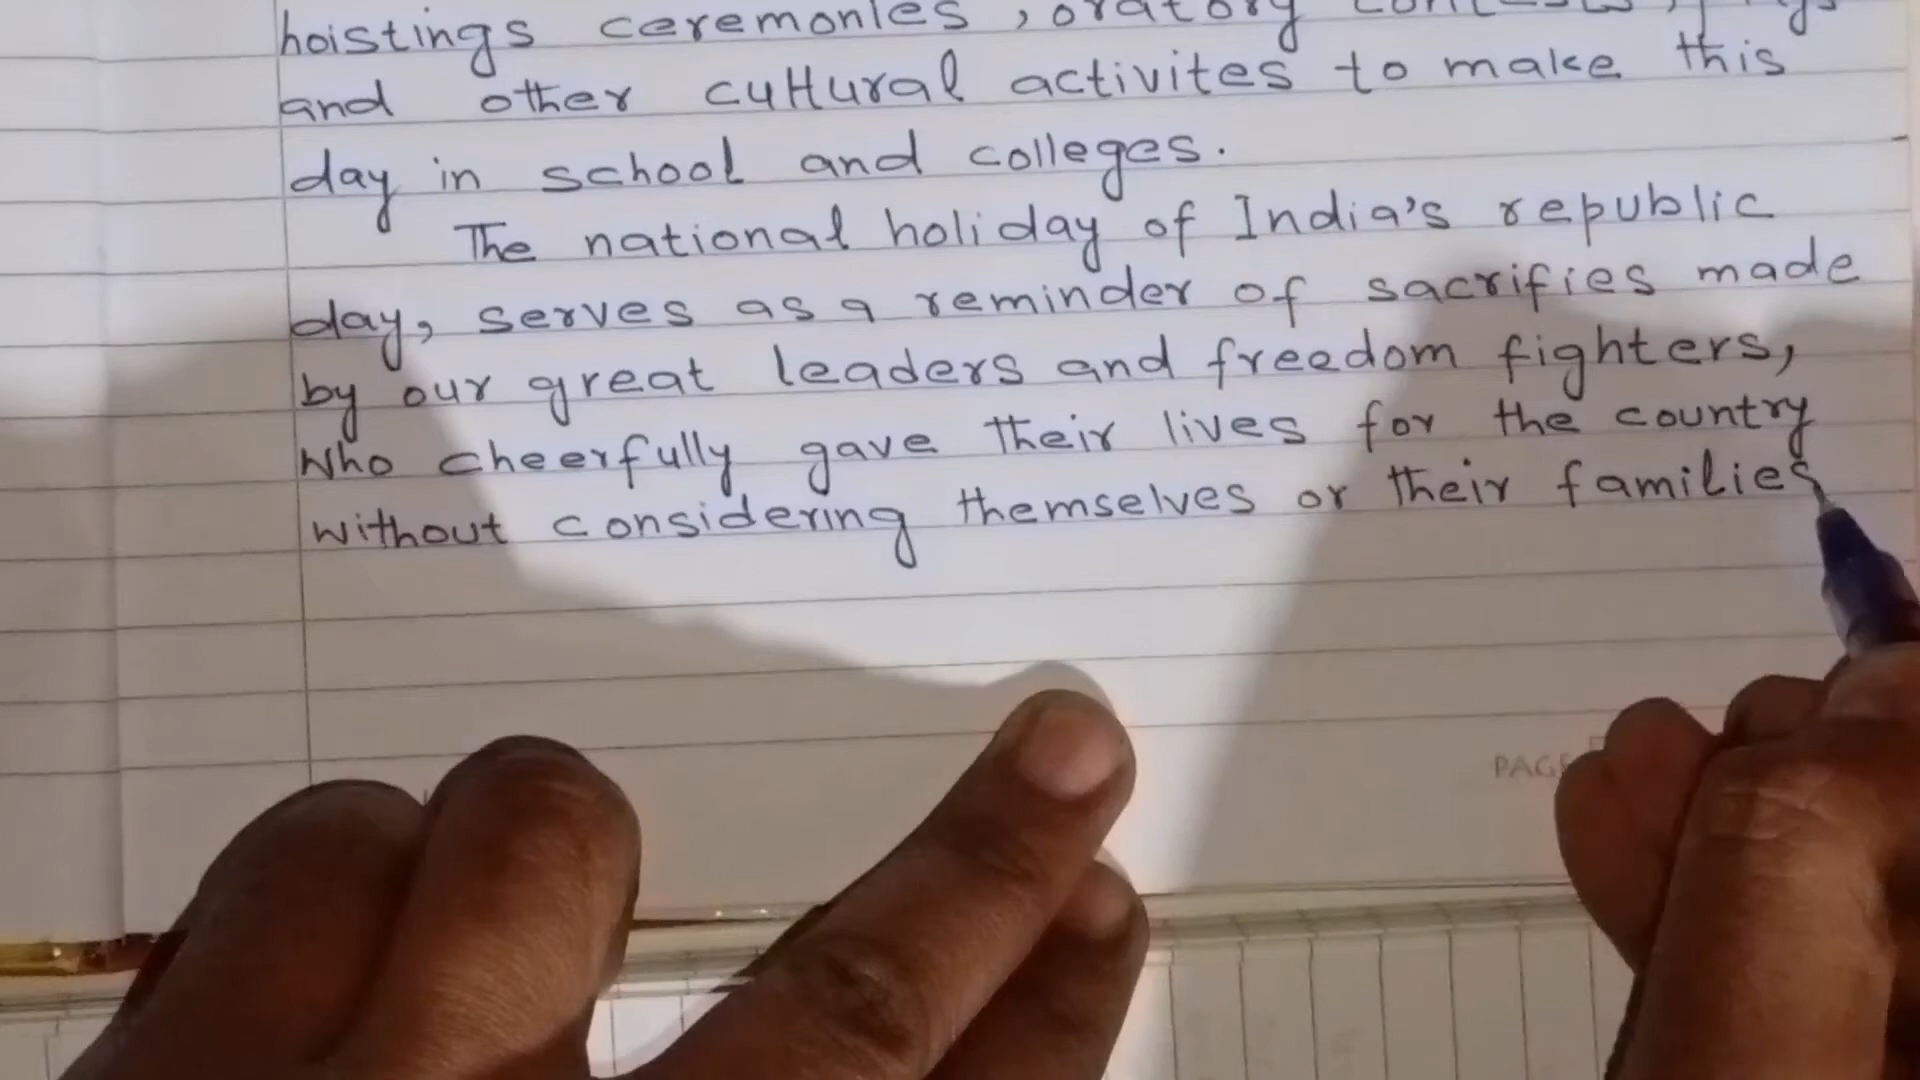 hoistings ceremonies, oratory contests,
and other cultural activites to make this
day in school and colleges.
The national holiday of India's republic
day, serves as a reminder of sacrifies made
by our great leaders and freedom fighters,
Who cheerfully gave their lives for the country
without considering themselves or their families
PAGE